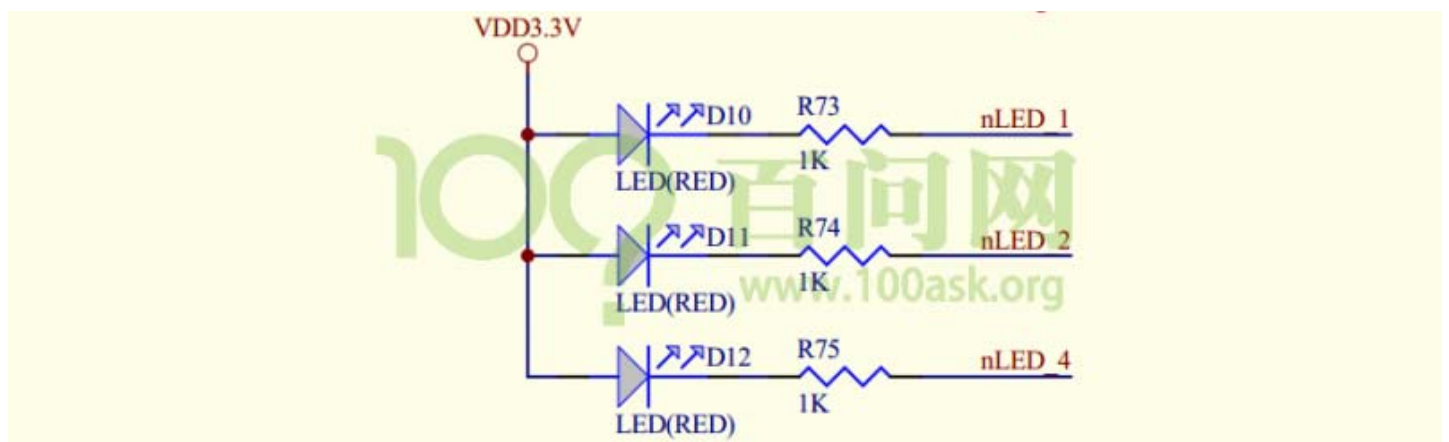 VDD3.3V
D10
R73
nLED_1
1K
LED(RED)
100 百问网
D11
R74
nLED_2
1K
LED(RED)
www.100ask.org
D12
R75
nLED_4
1K
LED(RED)